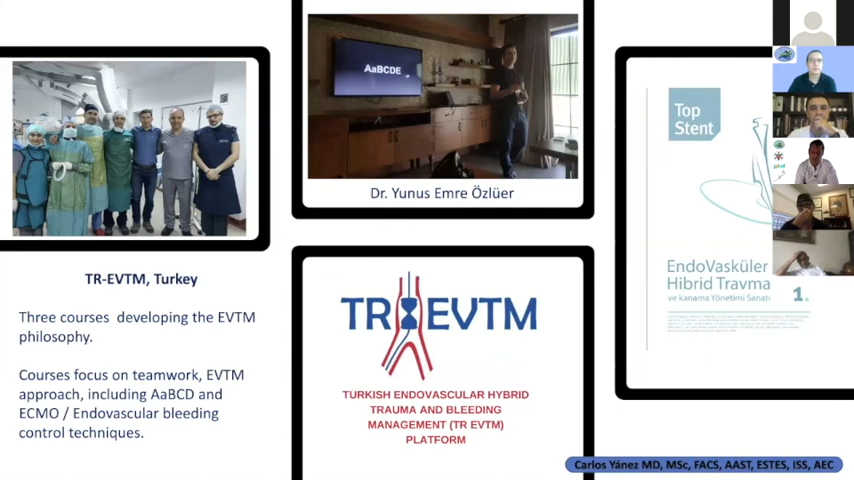 AaBCDE
Dr. Yunus Emre Özlüer
Top
Stent
EndoVasküler
Hibrid Travma
ve kanama Yönetimi Sanatı
1.
TR-EVTM, Turkey
Three courses developing the EVTM
philosophy.
Courses focus on teamwork, EVTM
approach, including AaBCD and
ECMO / Endovascular bleeding
control techniques.
TR EVTM
TURKISH ENDOVASCULAR HYBRID
TRAUMA AND BLEEDING
MANAGEMENT (TR EVTM)
PLATFORM
Carlos Yánez MD, MSc, FACS, AAST, ESTES, ISS, AEC